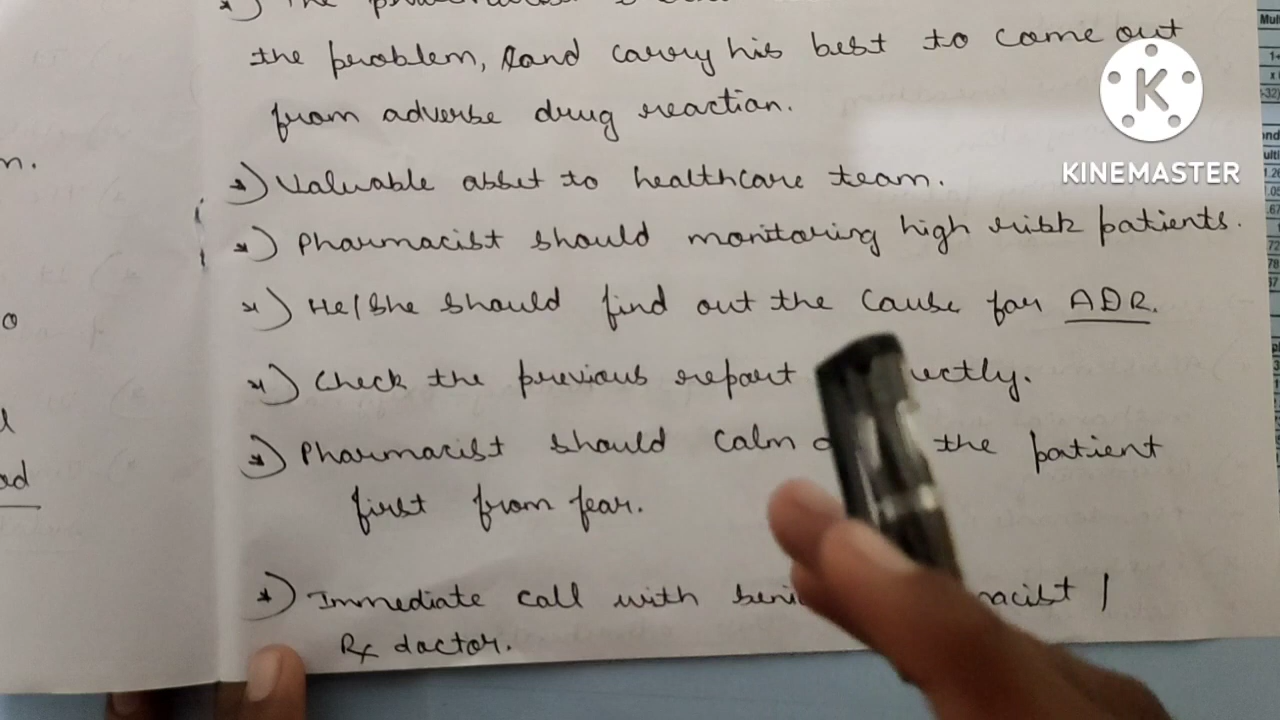 the problem, and carry his best to come out
from adverse drug reaction.
*) Valuable asset to healthcare team.
*) Pharmacist should monitoring high risk patients.
*) He/She should find out the cause for ADR.
*) Check the previous report
*) Pharmacist should calm the patient
first from fear.
*) Immediate call with /
Rx doctor.
K
KINEMASTER